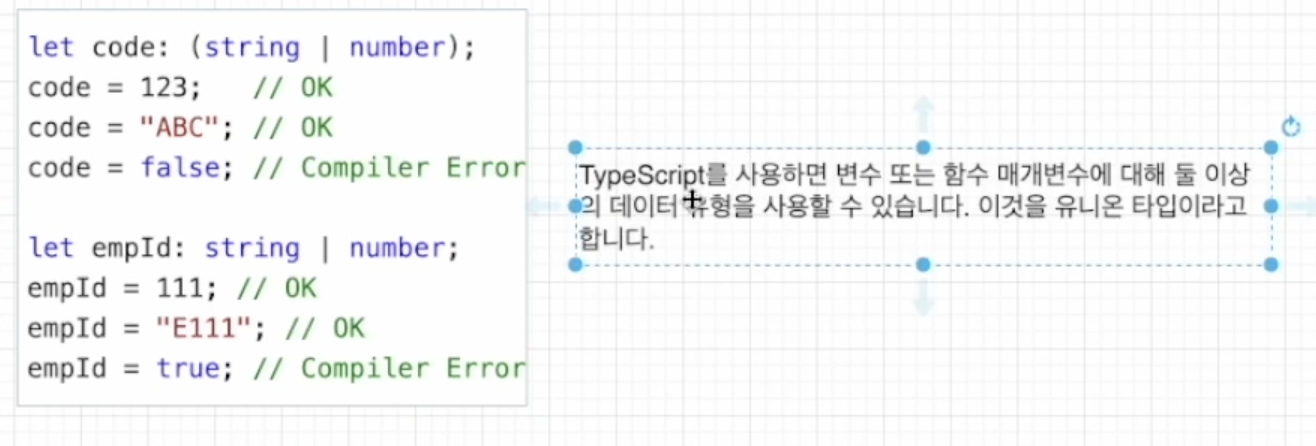 let code: (string | number);
code = 123;   // OK
code = "ABC"; // OK
code = false; // Compiler Error
let empId: string | number;
empId = 111; // OK
empId = "E111"; // OK
empId = true; // Compiler Error
TypeScript를 사용하면 변수 또는 함수 매개변수에 대해 둘 이상
의 데이터 유형을 사용할 수 있습니다. 이것을 유니온 타입이라고
합니다.